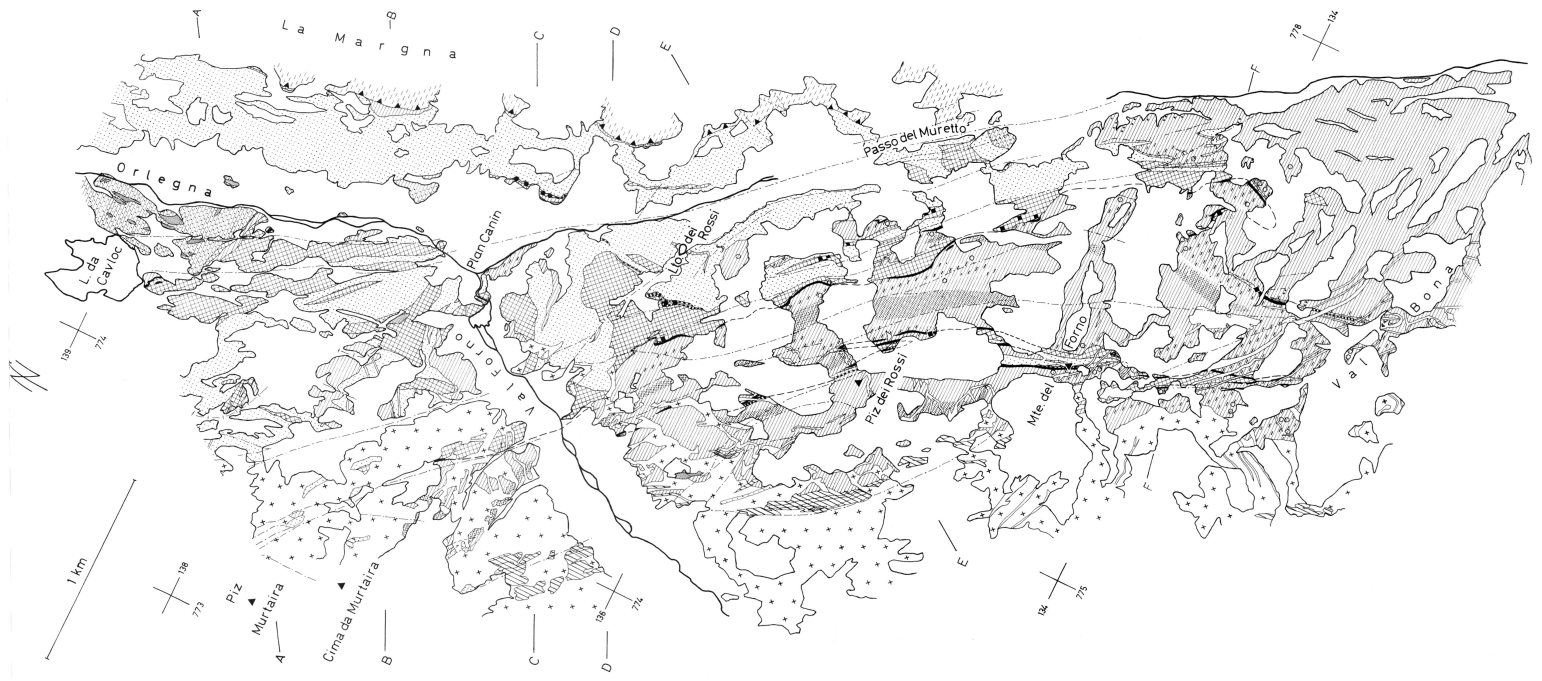 A
B
La Margna
C
D
E
F
778
134
Passo del Muretto
Orlegna
L. da
Cavloc
Plan Canin
Lto dei
Rossi
139
774
N
Val Forno
Piz dei Rossi
Mte. del
Forno
Val Bona
1 km
138
773
Piz
Murtaira
Cima da Murtaira
136
774
134
775
A
B
C
D
E
F